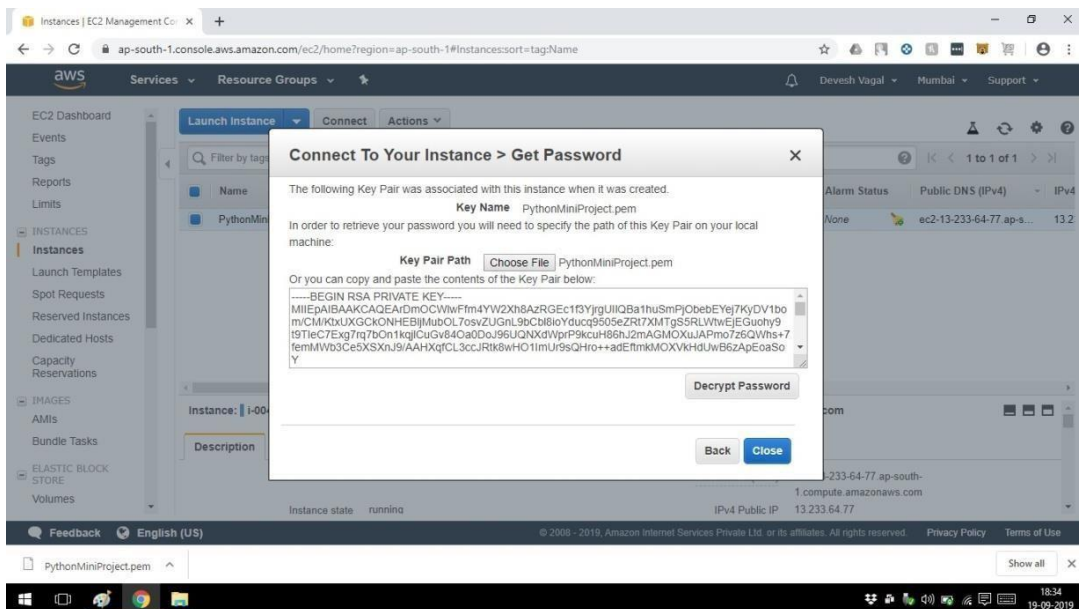 Instances | EC2 Management Co
ap-south-1.console.aws.amazon.com/ec2/home?region=ap-south-1#Instances:sort=tag:Name
aws Services Resource Groups Devesh Vagal Mumbai Support
EC2 Dashboard
Events
Tags
Reports
Limits
INSTANCES
Instances
Launch Templates
Spot Requests
Reserved Instances
Dedicated Hosts
Capacity
Reservations
IMAGES
AMIs
Bundle Tasks
ELASTIC BLOCK
STORE
Volumes
Launch Instance Connect Actions
Filter by tags
1 to 1 of 1
Name Alarm Status Public DNS (IPv4) IPv4
PythonMin None ec2-13-233-64-77.ap-s... 13.2
Connect To Your Instance > Get Password
The following Key Pair was associated with this instance when it was created.
Key Name PythonMiniProject.pem
In order to retrieve your password you will need to specify the path of this Key Pair on your local
machine:
Key Pair Path Choose File PythonMiniProject.pem
Or you can copy and paste the contents of the Key Pair below:
-----BEGIN RSA PRIVATE KEY-----
Decrypt Password
Back Close
Instance: i-00 com
Description
-233-64-77.ap-south-
1.compute.amazonaws.com
Instance state running IPv4 Public IP 13.233.64.77
Feedback English (US) © 2008 - 2019, Amazon Internet Services Private Ltd. or its affiliates. All rights reserved. Privacy Policy Terms of Use
PythonMiniProject.pem Show all
18:34
19-09-2019